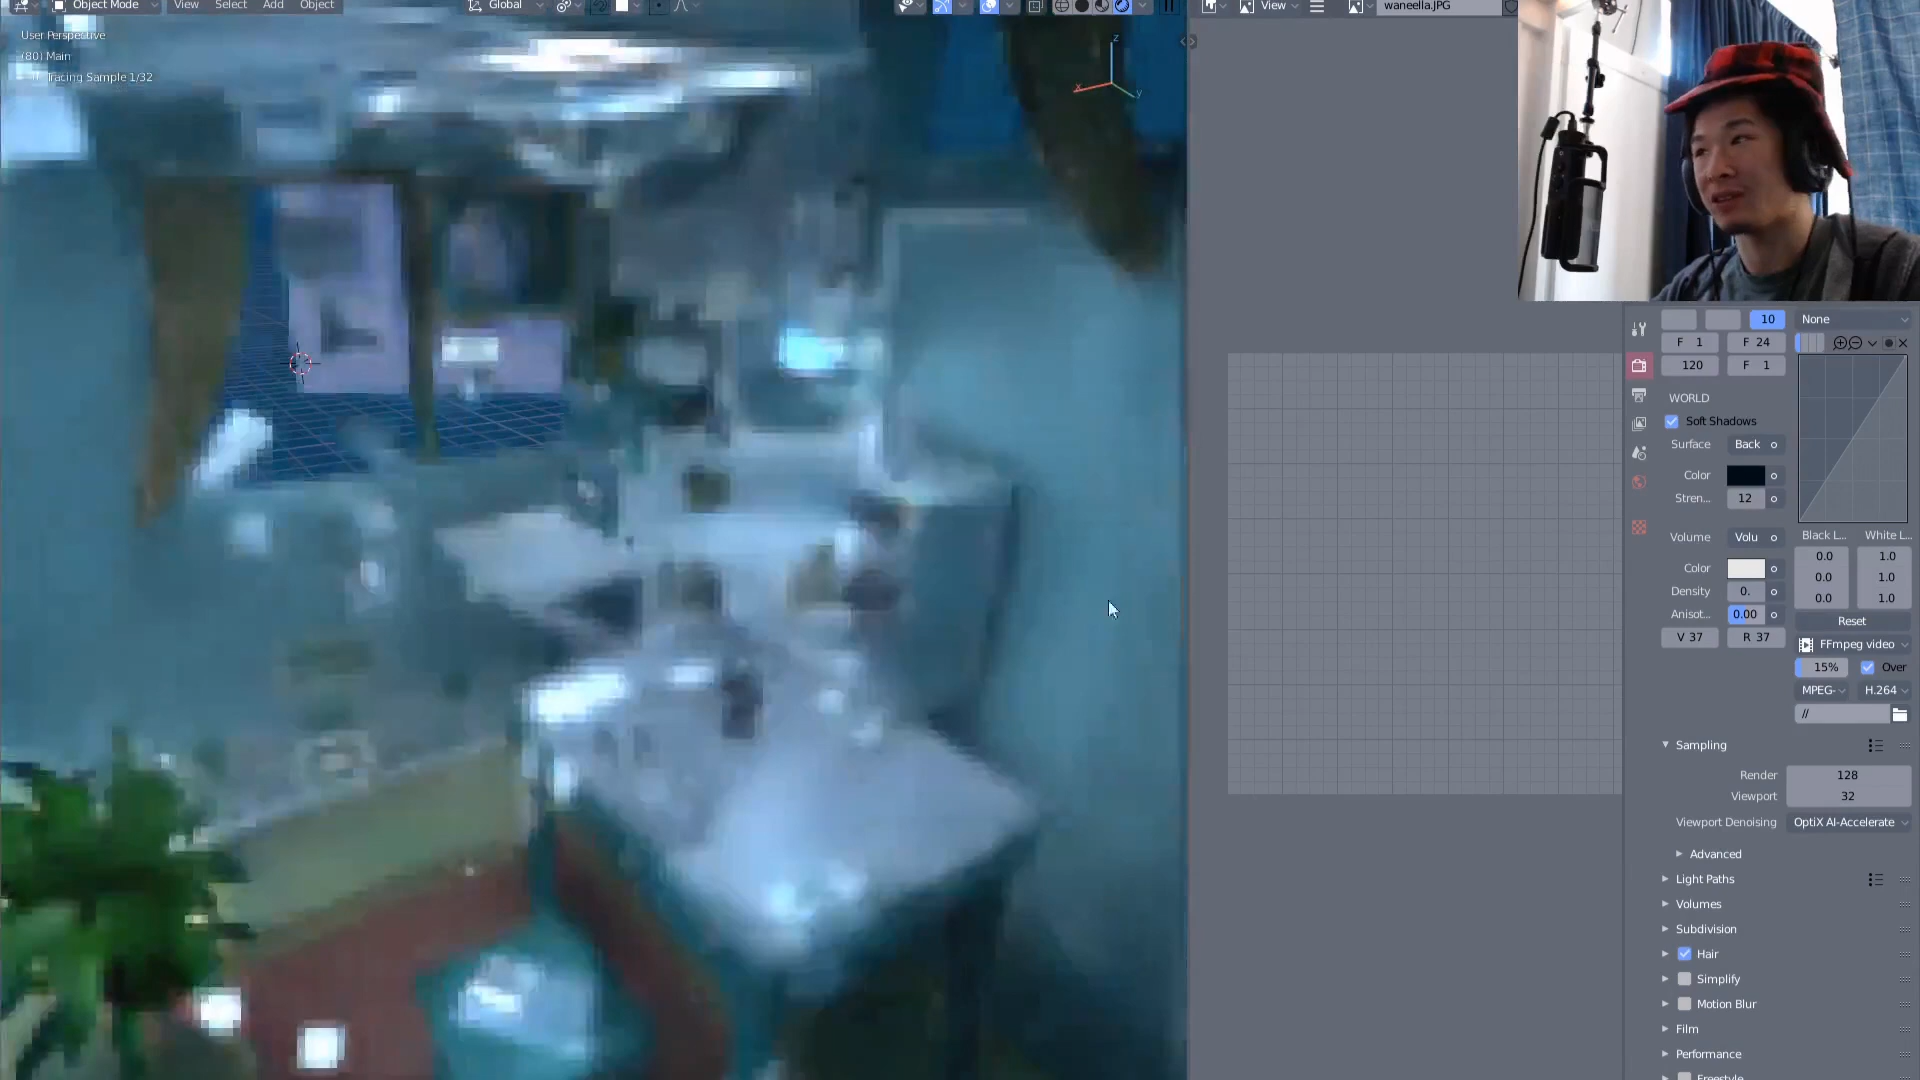 Object Mode View Select Add Object Global View waneella.JPG
User Perspective
(80) Main
Tracing Sample 1/32
Z
X
Y
10 None
F 1 F 24
120 F 1
WORLD
Soft Shadows
Surface Back
Color
Stren... 12
Volume Volu
Black L... White L...
0.0 1.0
Color
0.0 1.0
Density 0.
0.0 1.0
Anisot... 0.00
Reset
V 37 R 37
FFmpeg video
15% Over
MPEG- H.264
//
Sampling
Render 128
Viewport 32
Viewport Denoising OptiX AI-Accelerate
Advanced
Light Paths
Volumes
Subdivision
Hair
Simplify
Motion Blur
Film
Performance
Freestyle